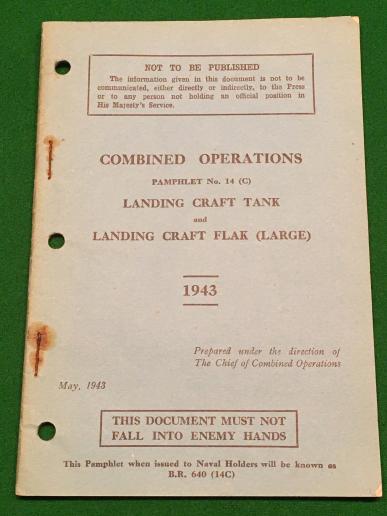 NOT TO BE PUBLISHED
The information given in this document is not to be
communicated, either directly or indirectly, to the Press
or to any person not holding an official position in
His Majesty's Service.
COMBINED OPERATIONS
PAMPHLET No. 14 (C)
LANDING CRAFT TANK
and
LANDING CRAFT FLAK (LARGE)
1943
Prepared under the direction of
The Chief of Combined Operations
May, 1943
THIS DOCUMENT MUST NOT
FALL INTO ENEMY HANDS
This Pamphlet when issued to Naval Holders will be known as
B.R. 640 (14C)